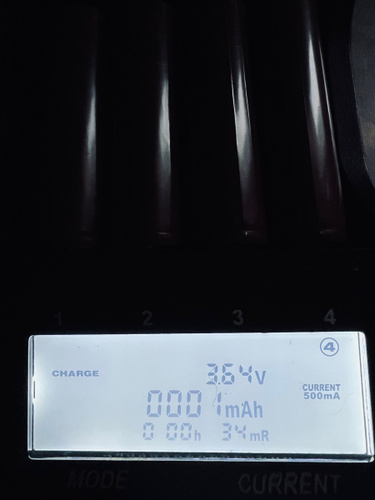 1 2 3 4
④
CHARGE
3.64V
CURRENT
500mA
0001mAh
0 00h 34mR
MODE CURRENT